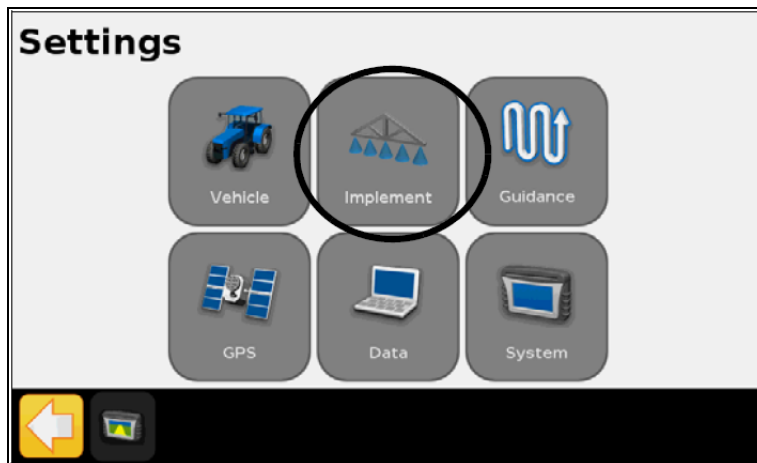 Settings
Vehicle
Implement
Guidance
GPS
Data
System